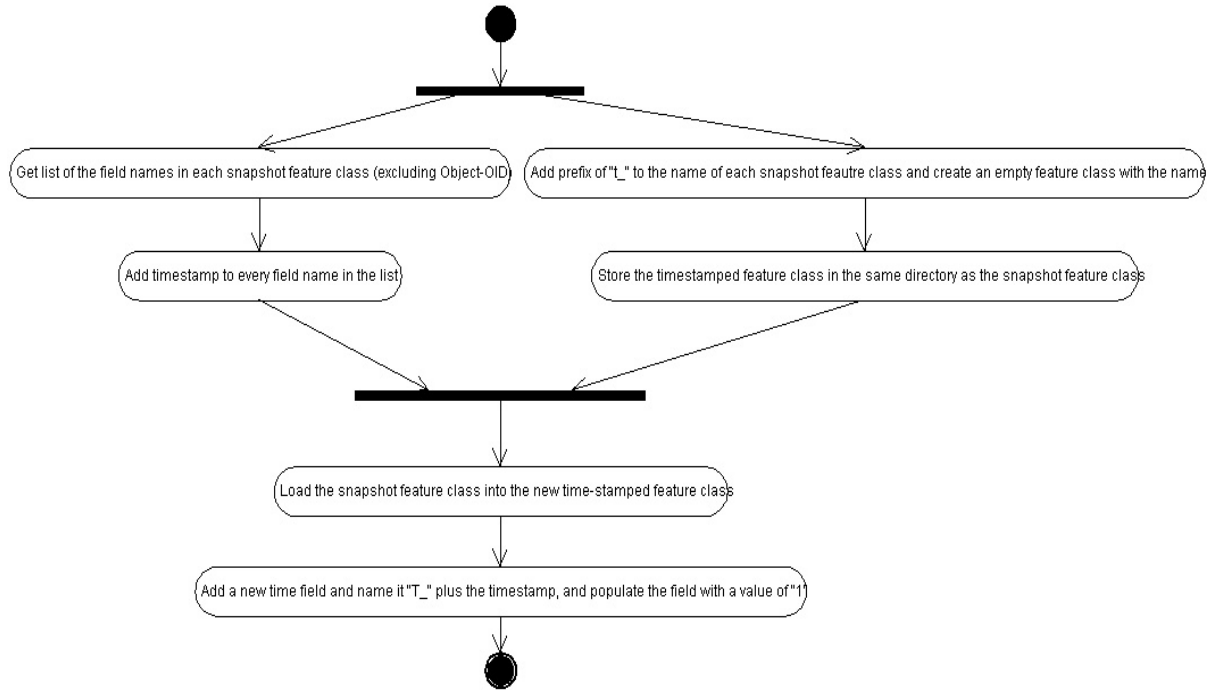 Get list of the field names in each snapshot feature class (excluding Object-OID)
Add prefix of "t_" to the name of each snapshot feautre class and create an empty feature class with the name
Add timestamp to every field name in the list
Store the timestamped feature class in the same directory as the snapshot feature class
Load the snapshot feature class into the new time-stamped feature class
Add a new time field and name it "T_" plus the timestamp, and populate the field with a value of "1"